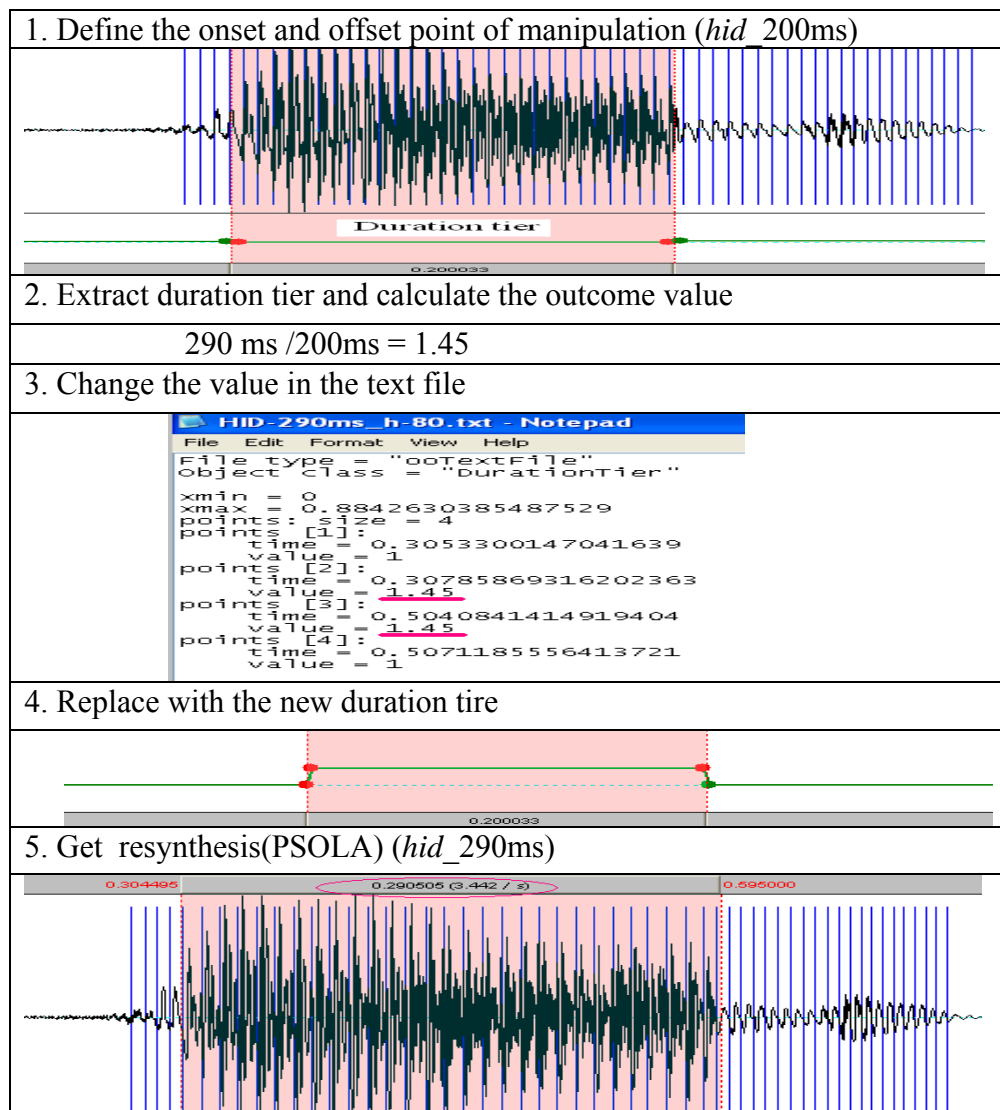 1. Define the onset and offset point of manipulation (hid_200ms)
Duration tier
0.200033
2. Extract duration tier and calculate the outcome value
290 ms /200ms = 1.45
3. Change the value in the text file
HID-290ms_h-80.txt - Notepad
File Edit Format View Help
File type = "ooTextFile"
Object class = "DurationTier"
xmin = 0
xmax = 0.8842630385487529
points: size = 4
points [1]:
time = 0.3053300147041639
value = 1
points [2]:
time = 0.30785869316202363
value = 1.45
points [3]:
time = 0.5040841414919404
value = 1.45
points [4]:
time = 0.5071185556413721
value = 1
4. Replace with the new duration tire
0.200033
5. Get resynthesis(PSOLA) (hid_290ms)
0.304495 0.290505 (3.442 / s) 0.595000